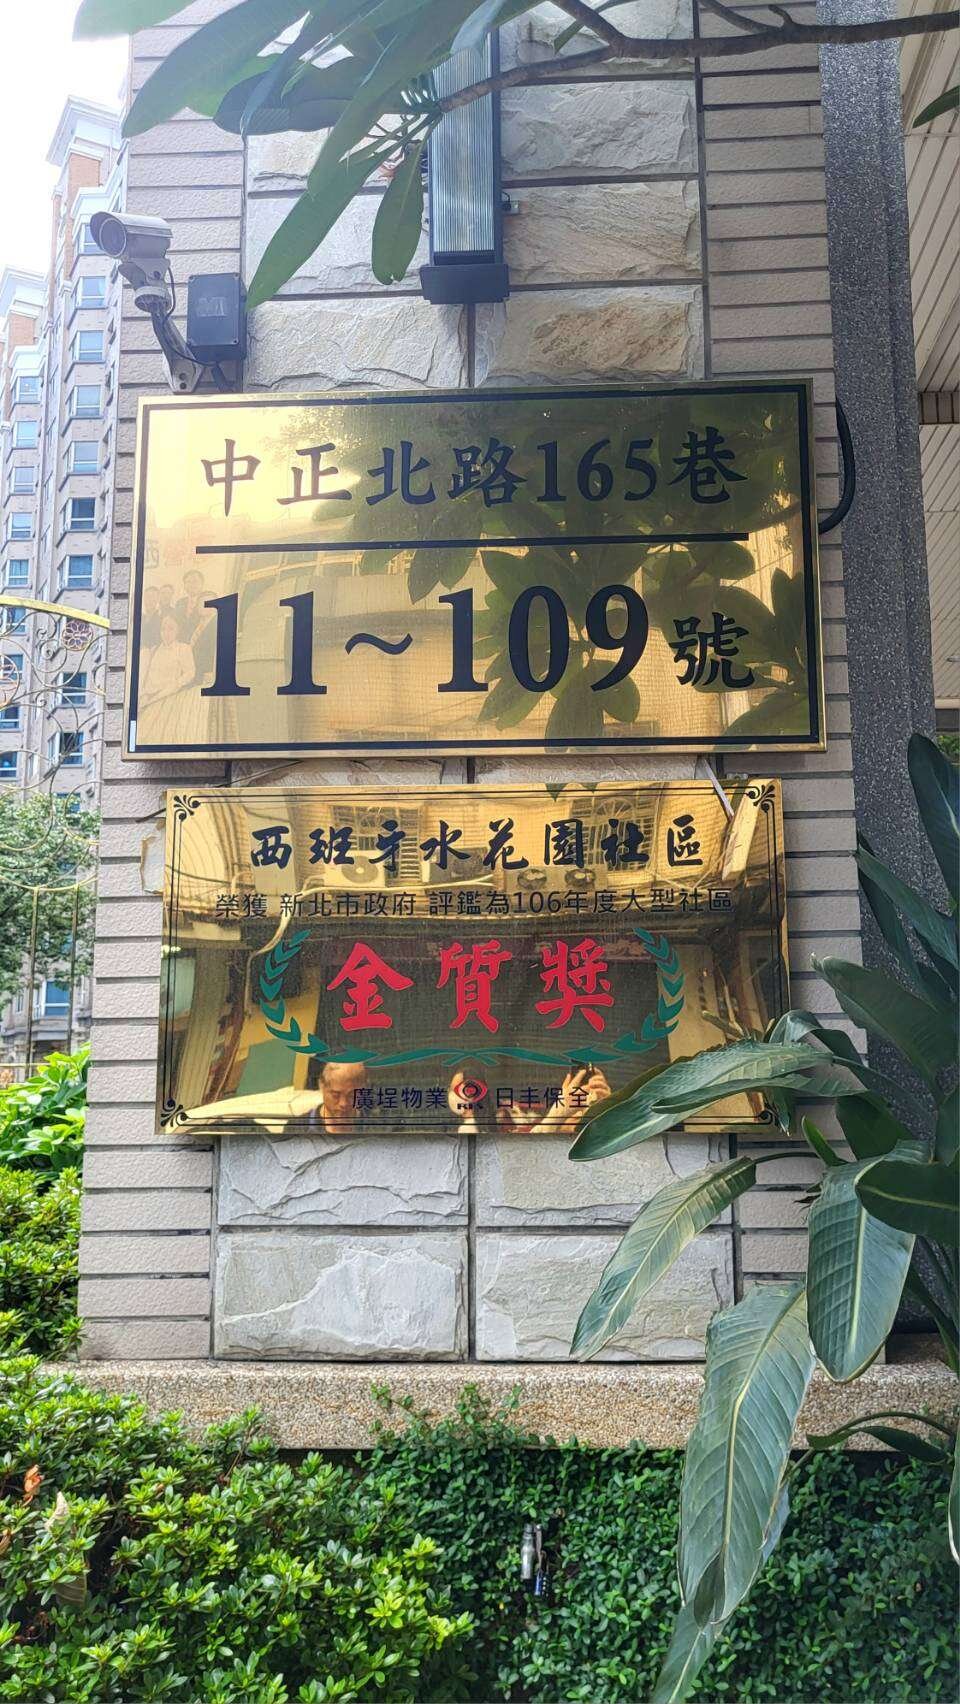 中正北路165巷
11~109號
西班牙水花園社區
榮獲 新北市政府 評鑑為106年度大型社區
金質獎
廣埕物業 RK 日丰保全